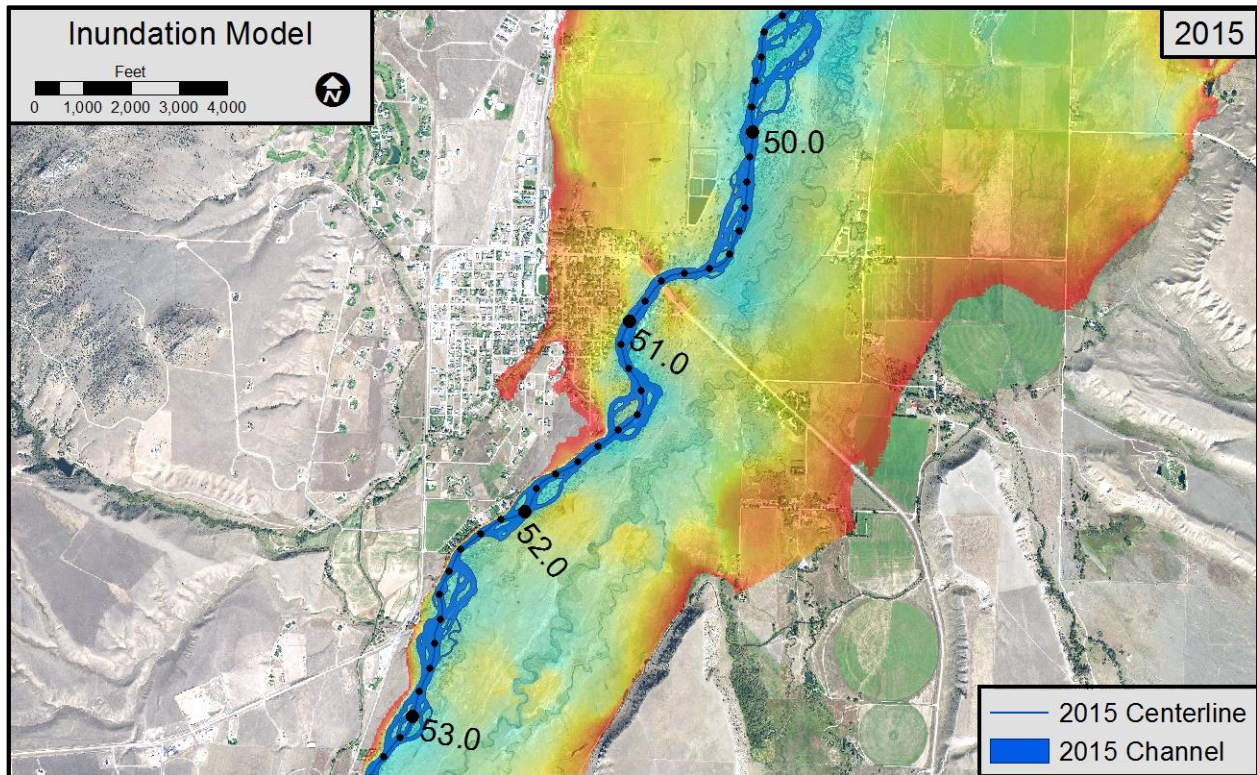 Inundation Model
Feet
0 1,000 2,000 3,000 4,000
N
2015
50.0
51.0
52.0
53.0
2015 Centerline
2015 Channel